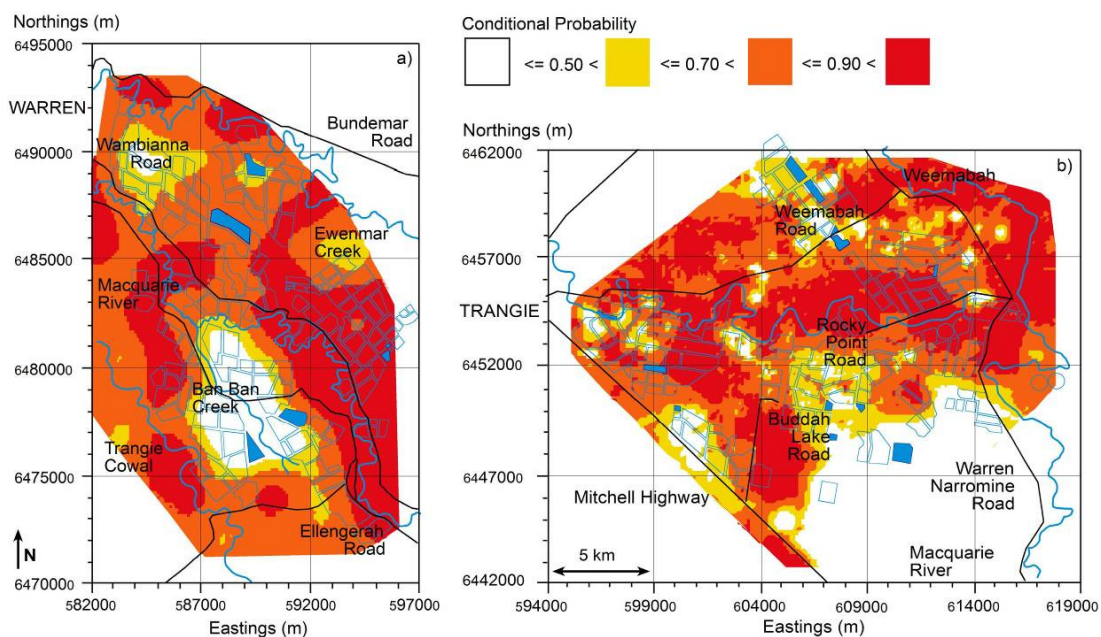 Northings (m)
6495000
a)
WARREN
Bundemar
Road
Wambianna
Road
6490000
Ewenmar
Creek
6485000
Macquarie
River
6480000
Ban Ban
Creek
Trangie
Cowal
6475000
Ellengerah
Road
N
6470000
582000
587000
592000
597000
Eastings (m)
Conditional Probability
<= 0.50 <
<= 0.70 <
<= 0.90 <
Northings (m)
6462000
b)
Weemabah
Weemabah
Road
6457000
TRANGIE
Rocky
Point
Road
6452000
Buddah
Lake
Road
6447000
Mitchell Highway
Warren
Narromine
Road
5 km
Macquarie
River
6442000
594000
599000
604000
609000
614000
619000
Eastings (m)